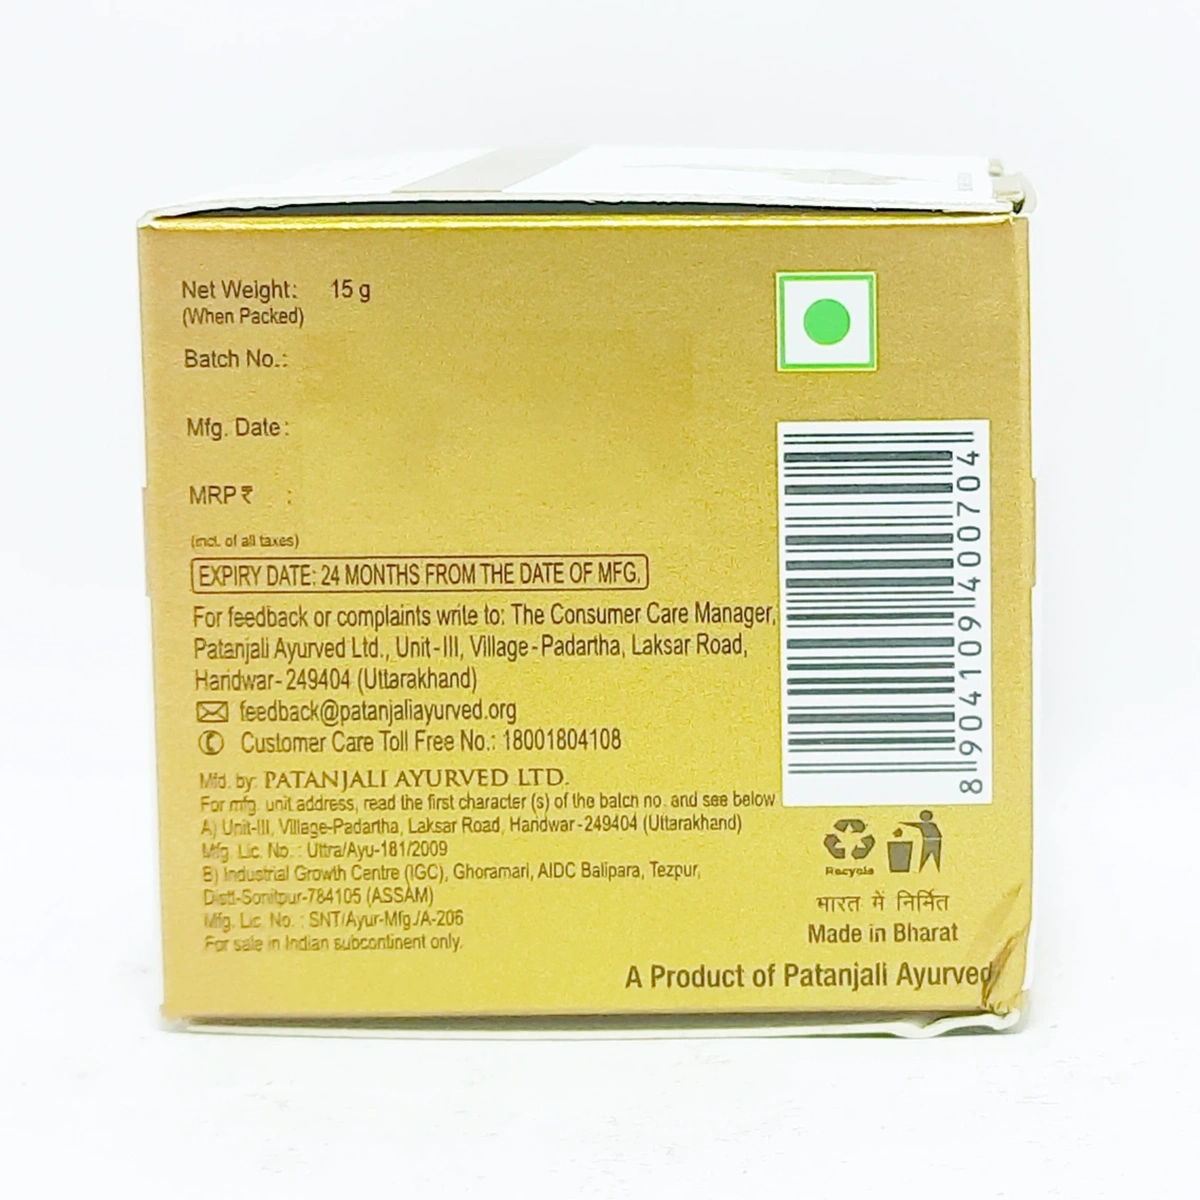 Net Weight: 15 g
(When Packed)
Batch No.:
Mfg. Date:
MRP ₹ :
(incl. of all taxes)
EXPIRY DATE: 24 MONTHS FROM THE DATE OF MFG.
For feedback or complaints write to: The Consumer Care Manager,
Patanjali Ayurved Ltd., Unit-III, Village-Padartha, Laksar Road,
Haridwar-249404 (Uttarakhand)
feedback@patanjaliayurved.org
Customer Care Toll Free No.: 18001804108
Mfd. by: PATANJALI AYURVED LTD.
For mfg. unit address, read the first character (s) of the batch no. and see below
A) Unit-III, Village-Padartha, Laksar Road, Haridwar-249404 (Uttarakhand)
Mfg. Lic. No. : Uttra/Ayu-181/2009
B) Industrial Growth Centre (IGC), Ghoramari, AIDC Balipara, Tezpur,
Distt-Sonitpur-784105 (ASSAM)
Mfg. Lic. No. : SNT/Ayur-Mfg./A-206
For sale in Indian subcontinent only.
8 904109 400704
Recycle
भारत में निर्मित
Made in Bharat
A Product of Patanjali Ayurved